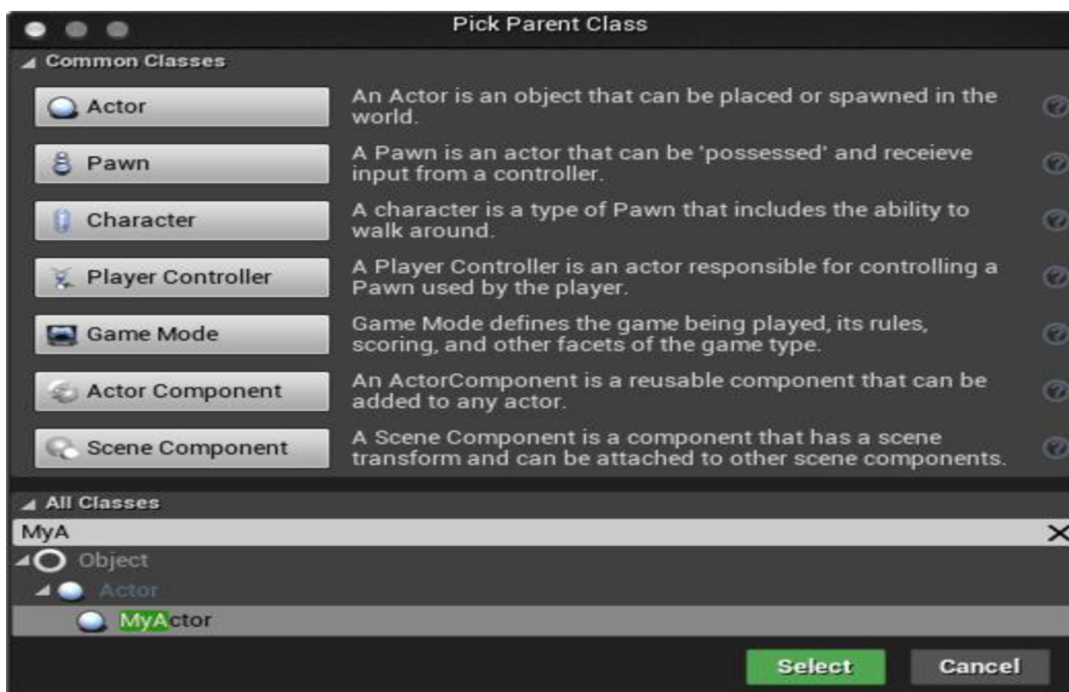 Pick Parent Class
Common Classes
Actor
An Actor is an object that can be placed or spawned in the
world.
Pawn
A Pawn is an actor that can be 'possessed' and receieve
input from a controller.
Character
A character is a type of Pawn that includes the ability to
walk around.
Player Controller
A Player Controller is an actor responsible for controlling a
Pawn used by the player.
Game Mode
Game Mode defines the game being played, its rules,
scoring, and other facets of the game type.
Actor Component
An ActorComponent is a reusable component that can be
added to any actor.
Scene Component
A Scene Component is a component that has a scene
transform and can be attached to other scene components.
All Classes
MyA
Object
Actor
MyActor
Select
Cancel